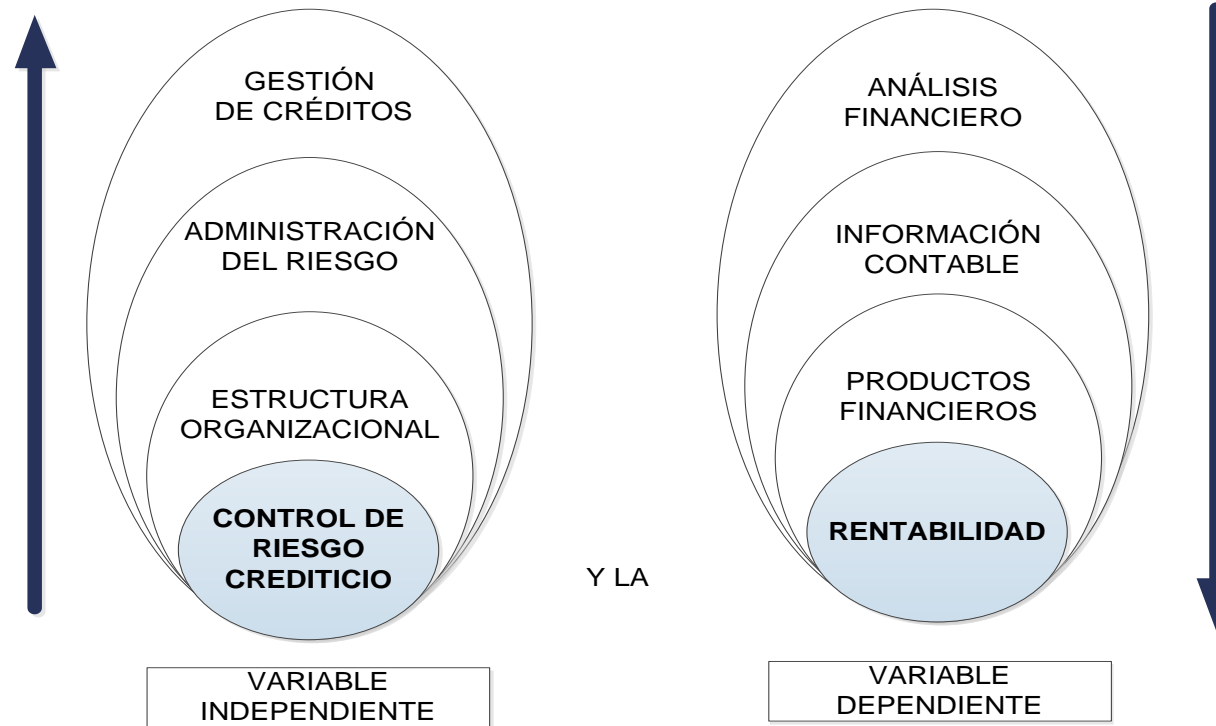 GESTIÓN
DE CRÉDITOS
ADMINISTRACIÓN
DEL RIESGO
ESTRUCTURA
ORGANIZACIONAL
CONTROL DE
RIESGO
CREDITICIO
VARIABLE
INDEPENDIENTE
Y LA
ANÁLISIS
FINANCIERO
INFORMACIÓN
CONTABLE
PRODUCTOS
FINANCIEROS
RENTABILIDAD
VARIABLE
DEPENDIENTE